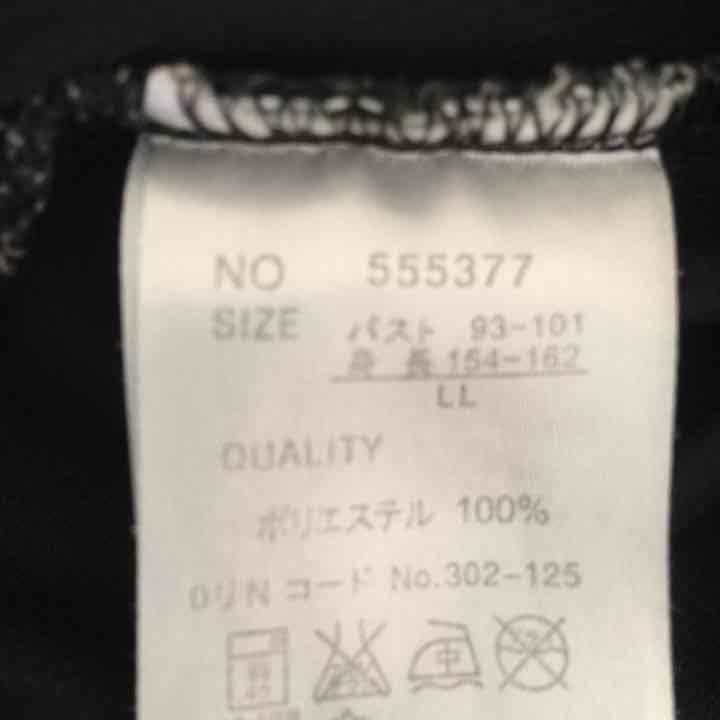 NO 555377
SIZE バスト 93-101
身長 154-162
LL
QUALITY
ポリエステル 100%
コード No.302-125
中